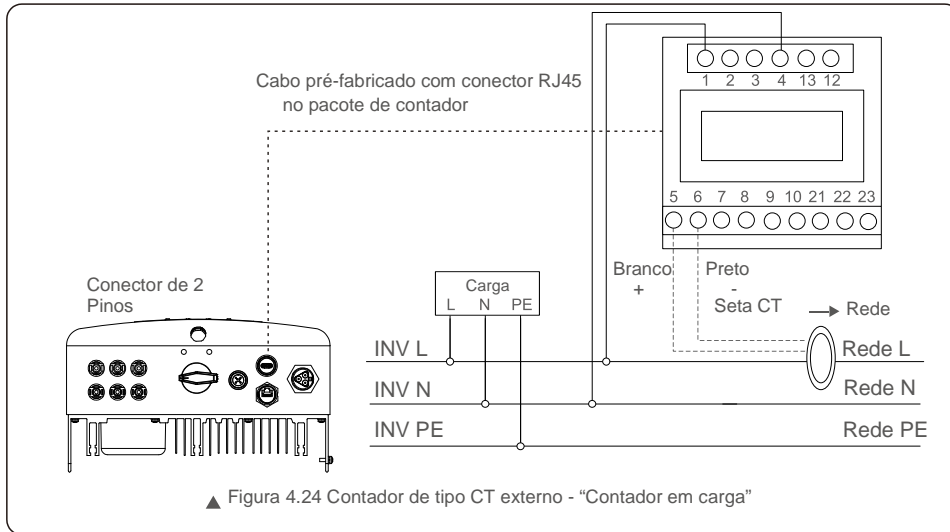 1 2 3 4 13 12
Cabo pré-fabricado com conector RJ45
no pacote de contador
5 6 7 8 9 10 21 22 23
Branco Preto
+ -
Seta CT Rede
Conector de 2
Pinos
Carga
L N PE
INV L Rede L
INV N Rede N
INV PE Rede PE
Figura 4.24 Contador de tipo CT externo - “Contador em carga”